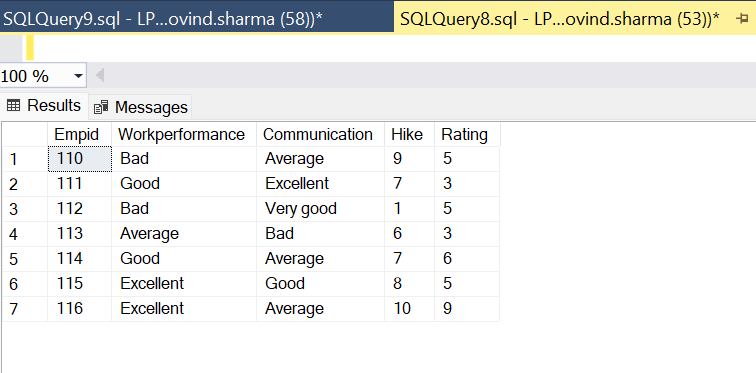 SQLQuery9.sql - LP...ovind.sharma (58))* SQLQuery8.sql - LP...ovind.sharma (53))*
100 %
Results Messages
Empid Workperformance Communication Hike Rating
1 110 Bad Average 9 5
2 111 Good Excellent 7 3
3 112 Bad Very good 1 5
4 113 Average Bad 6 3
5 114 Good Average 7 6
6 115 Excellent Good 8 5
7 116 Excellent Average 10 9